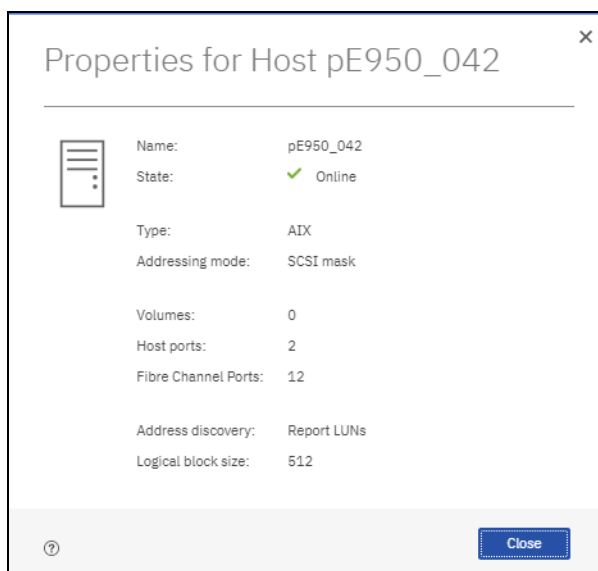 Properties for Host pE950_042
Name: pE950_042
State: Online
Type: AIX
Addressing mode: SCSI mask
Volumes: 0
Host ports: 2
Fibre Channel Ports: 12
Address discovery: Report LUNs
Logical block size: 512
Close